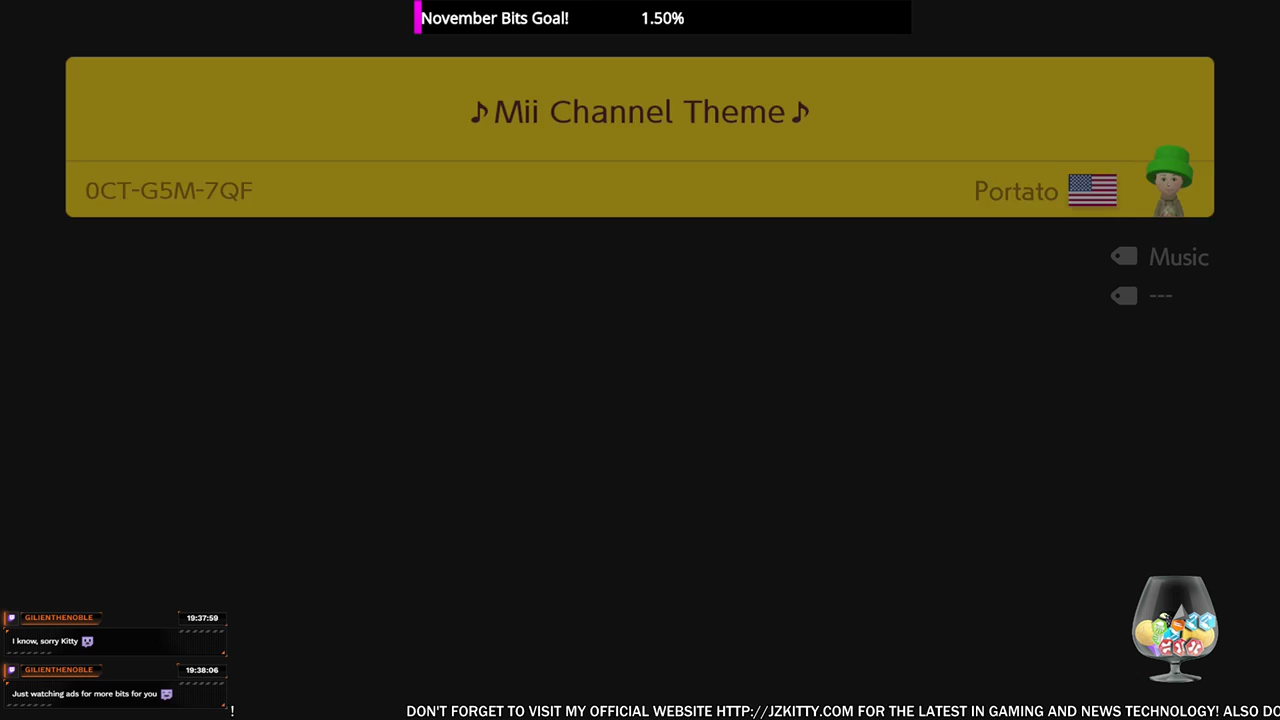 November Bits Goal! 1.50%
♪Mii Channel Theme♪
0CT-G5M-7QF
Portato
Music
---
GILIENTHENOBLE 19:37:59
I know, sorry Kitty
GILIENTHENOBLE 19:38:06
Just watching ads for more bits for you
! DON'T FORGET TO VISIT MY OFFICIAL WEBSITE HTTP://JZKITTY.COM FOR THE LATEST IN GAMING AND NEWS TECHNOLOGY! ALSO DO